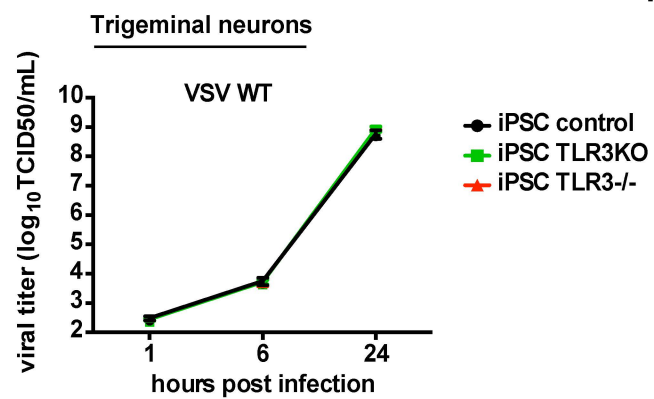 Trigeminal neurons
VSV WT
viral titer (log10TCID50/mL)
10
9
8
7
6
5
4
3
2
1
6
24
hours post infection
iPSC control
iPSC TLR3KO
iPSC TLR3-/-